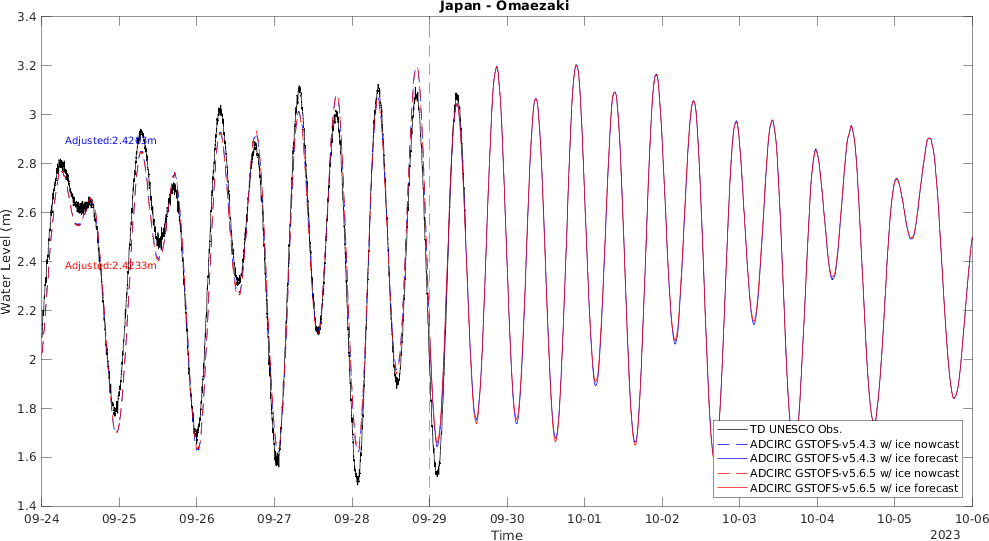 Japan - Omaezaki
3.4
3.2
3
2.8
2.6
2.4
2.2
2
1.8
1.6
1.4
Water Level (m)
Adjusted:2.4203m
Adjusted:2.4233m
TD UNESCO Obs.
ADCIRC GSTOFS-v5.4.3 w/ ice nowcast
ADCIRC GSTOFS-v5.4.3 w/ ice forecast
ADCIRC GSTOFS-v5.6.5 w/ ice nowcast
ADCIRC GSTOFS-v5.6.5 w/ ice forecast
09-24 09-25 09-26 09-27 09-28 09-29 09-30 10-01 10-02 10-03 10-04 10-05 10-06
Time
2023